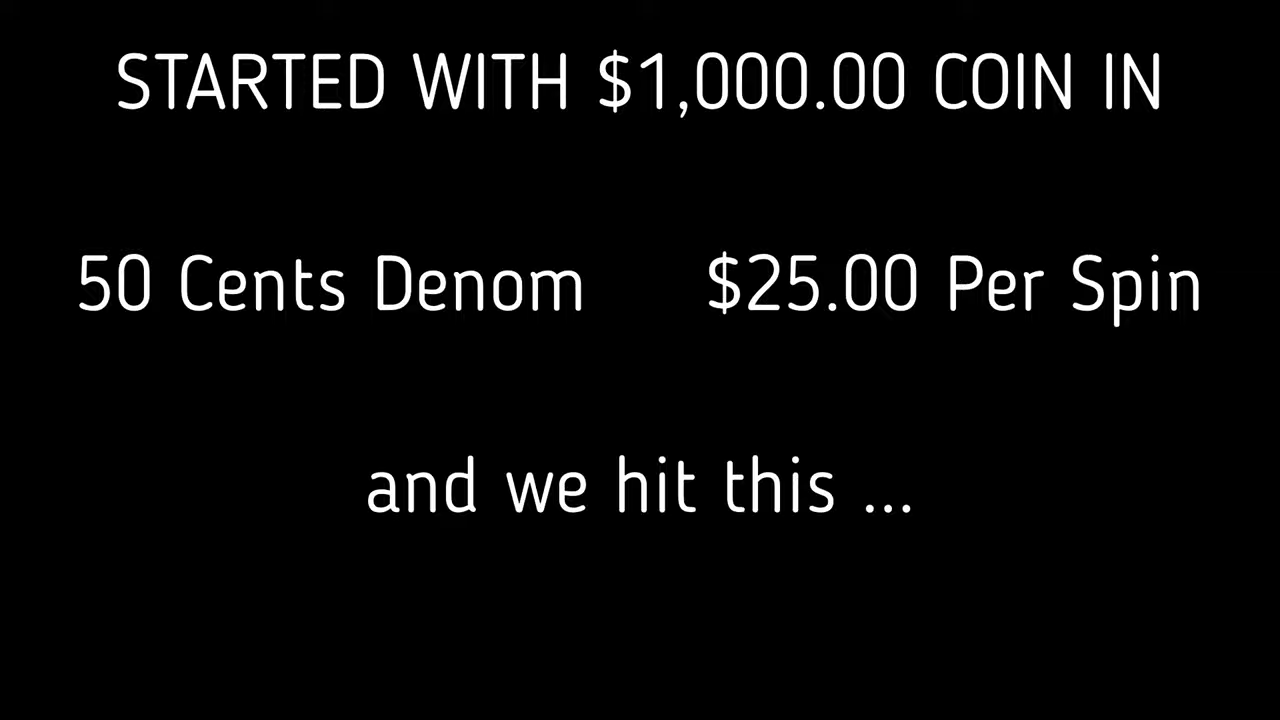 STARTED WITH $1,000.00 COIN IN
50 Cents Denom $25.00 Per Spin
and we hit this ...